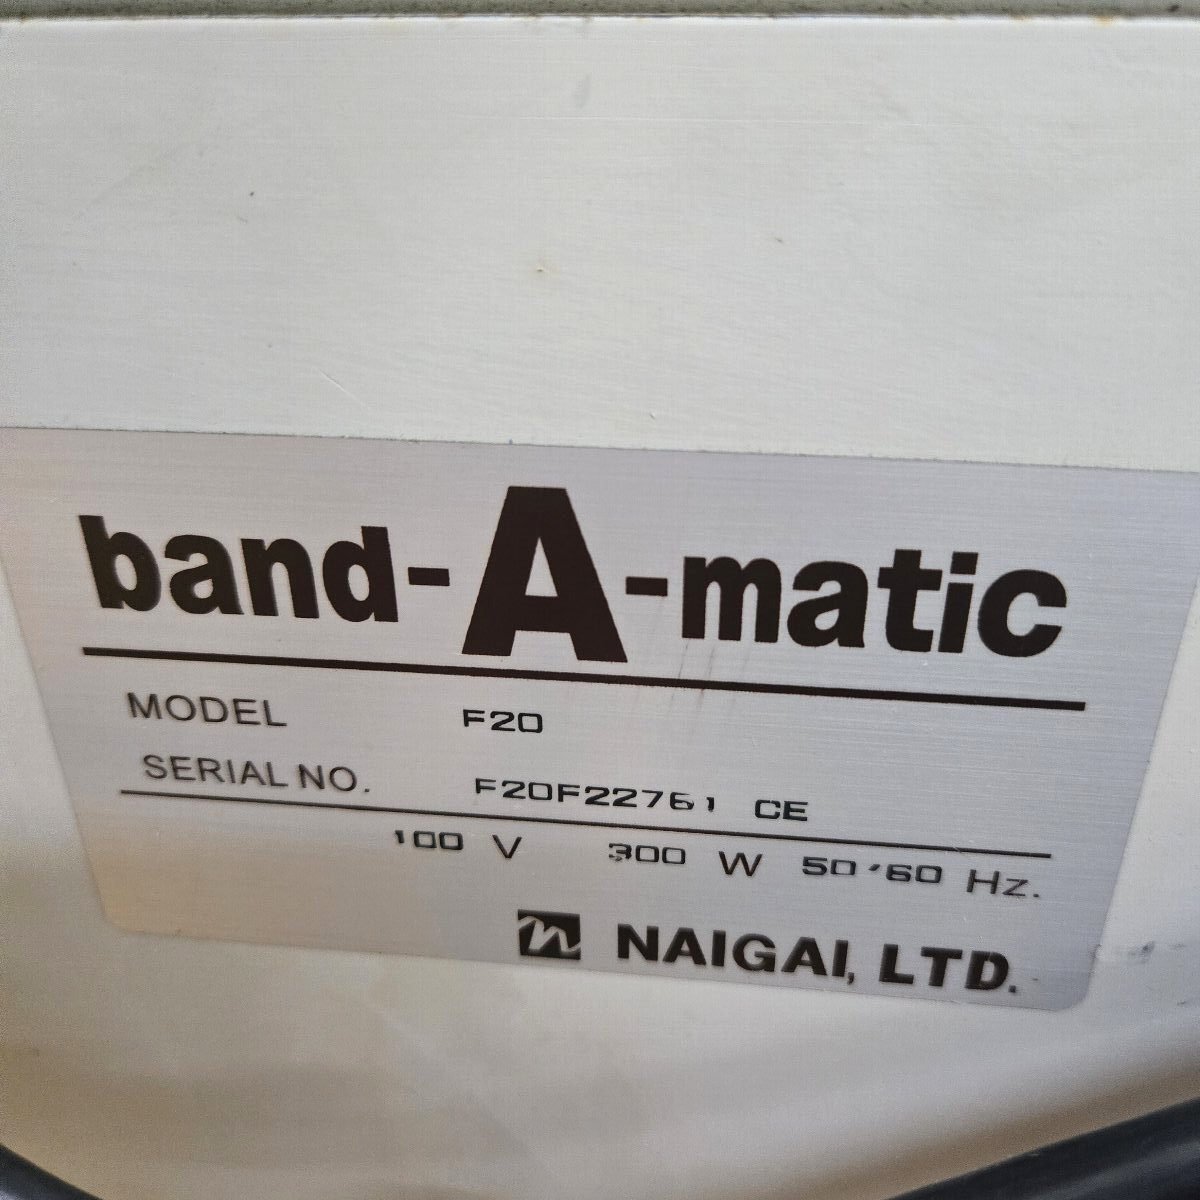 band-A-matic
MODEL F20
SERIAL NO. F20F22761 CE
100 V 300 W 50/60 Hz.
NAIGAI, LTD.